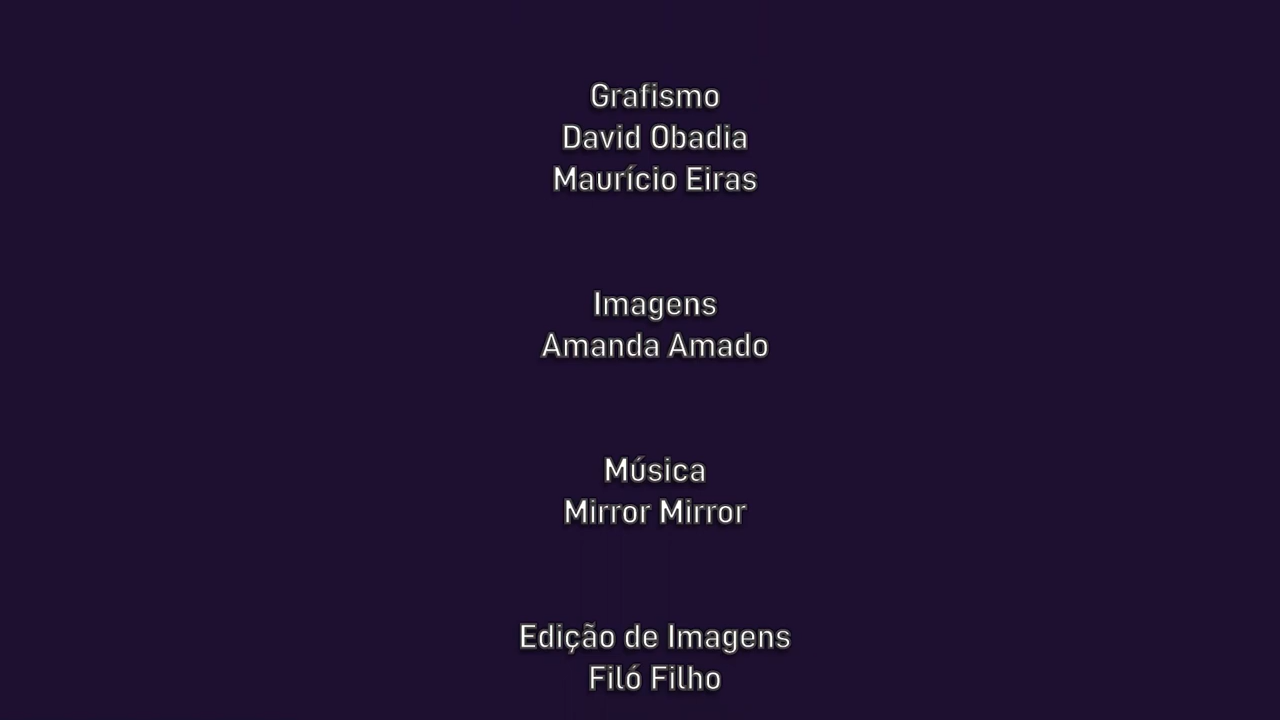 Grafismo
David Obadia
Maurício Eiras
Imagens
Amanda Amado
Música
Mirror Mirror
Edição de Imagens
Filó Filho